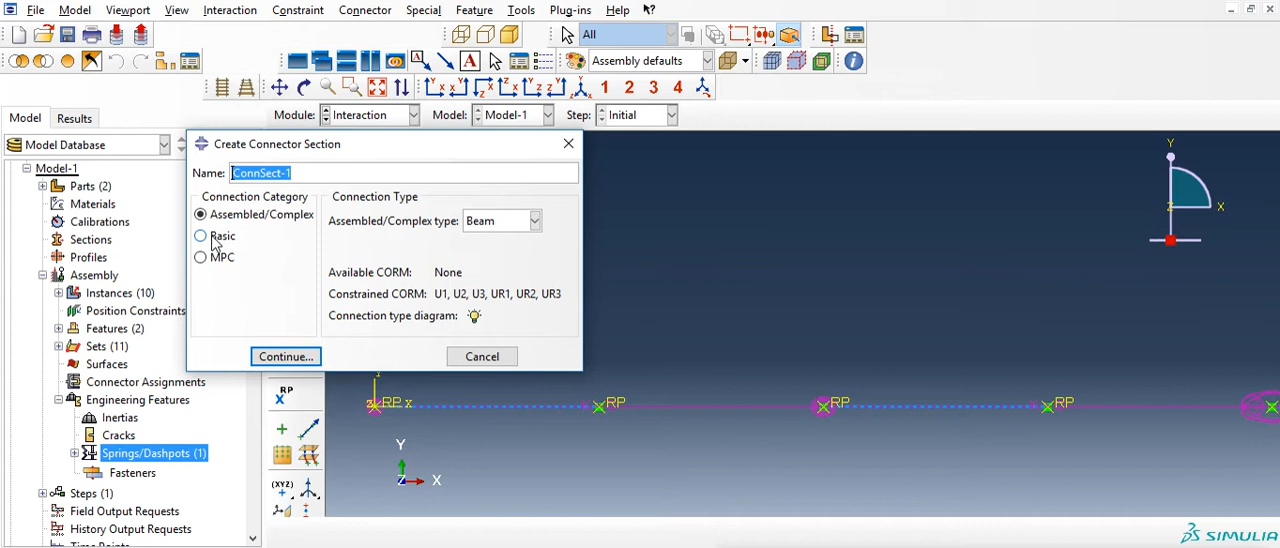 File Model Viewport View Interaction Constraint Connector Special Feature Tools Plug-ins Help
All
A Assembly defaults
1 2 3 4
Model Results Module: Interaction Model: Model-1 Step: Initial
Model Database
Model-1
Parts (2)
Materials
Calibrations
Sections
Profiles
Assembly
Instances (10)
Position Constraints
Features (2)
Sets (11)
Surfaces
Connector Assignments
Engineering Features
Inertias
Cracks
Springs/Dashpots (1)
Fasteners
Steps (1)
Field Output Requests
History Output Requests
Create Connector Section
Name: ConnSect-1
Connection Category
Assembled/Complex
Basic
MPC
Connection Type
Assembled/Complex type: Beam
Available CORM: None
Constrained CORM: U1, U2, U3, UR1, UR2, UR3
Connection type diagram:
Continue... Cancel
RP
(XYZ)
Y
Z X
RP x RP RP RP
Y
Z X
SIMULIA